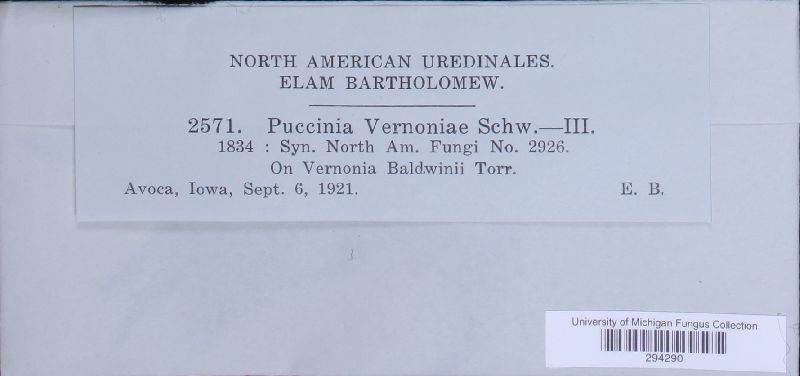 NORTH AMERICAN UREDINALES.
ELAM BARTHOLOMEW.
2571. Puccinia Vernoniae Schw.—III.
1834 : Syn. North Am. Fungi No. 2926.
On Vernonia Baldwinii Torr.
Avoca, Iowa, Sept. 6, 1921. E. B.
University of Michigan Fungus Collection
294290